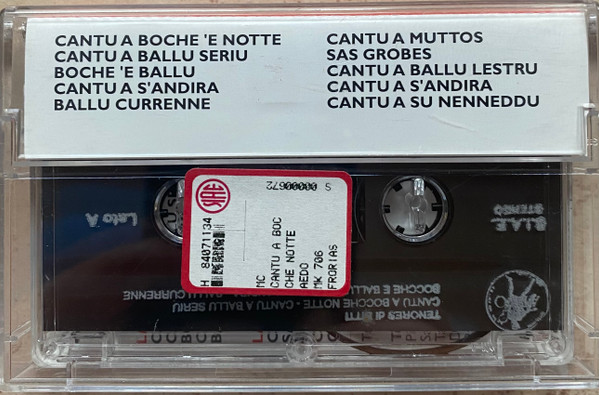 CANTU A BOCHE 'E NOTTE
CANTU A BALLU SERIU
BOCHE 'E BALLU
CANTU A S'ANDIRA
BALLU CURRENNE
CANTU A MUTTOS
SAS GROBES
CANTU A BALLU LESTRU
CANTU A S'ANDIRA
CANTU A SU NENNEDDU
S 00000672
H 84071134
MC
CANTU A BOC
CHE NOTTE
AEDO
MK 706
FRORIAS
Lato A
S.I.A.E.
STEREO
TENORES di BITTI
CANTU A BOCCHE NOTTE - CANTU A BALLU SERIU
BOCCHE E BALLU
BALLU CURRENNE